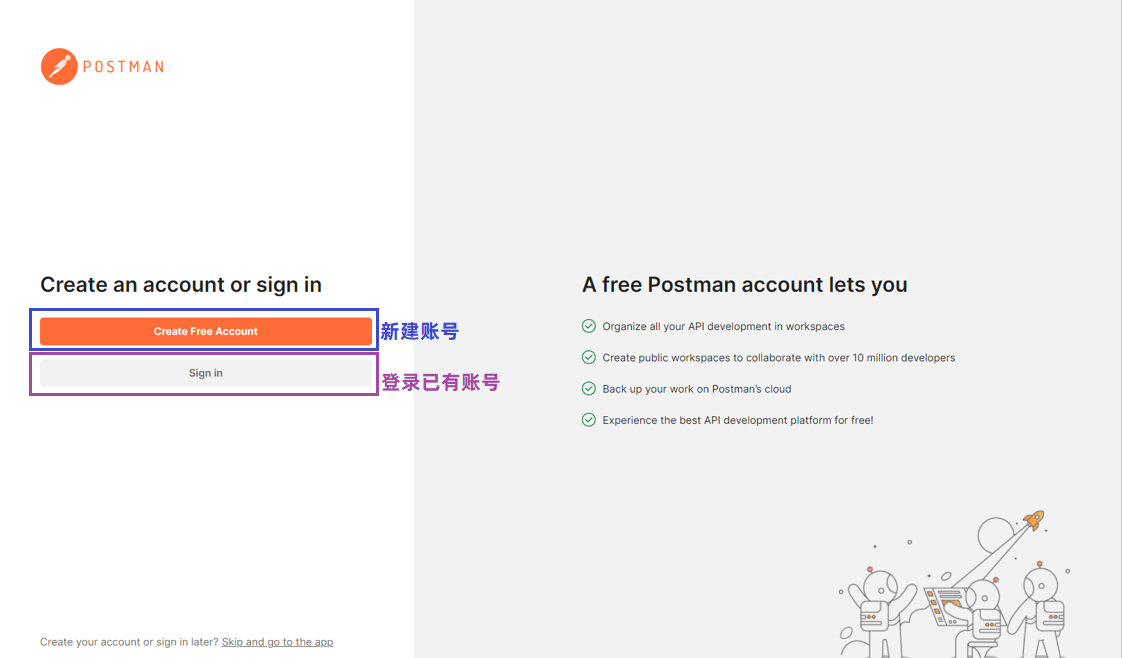 POSTMAN
Create an account or sign in
Create Free Account
新建账号
Sign in
登录已有账号
Create your account or sign in later? Skip and go to the app
A free Postman account lets you
Organize all your API development in workspaces
Create public workspaces to collaborate with over 10 million developers
Back up your work on Postman's cloud
Experience the best API development platform for free!